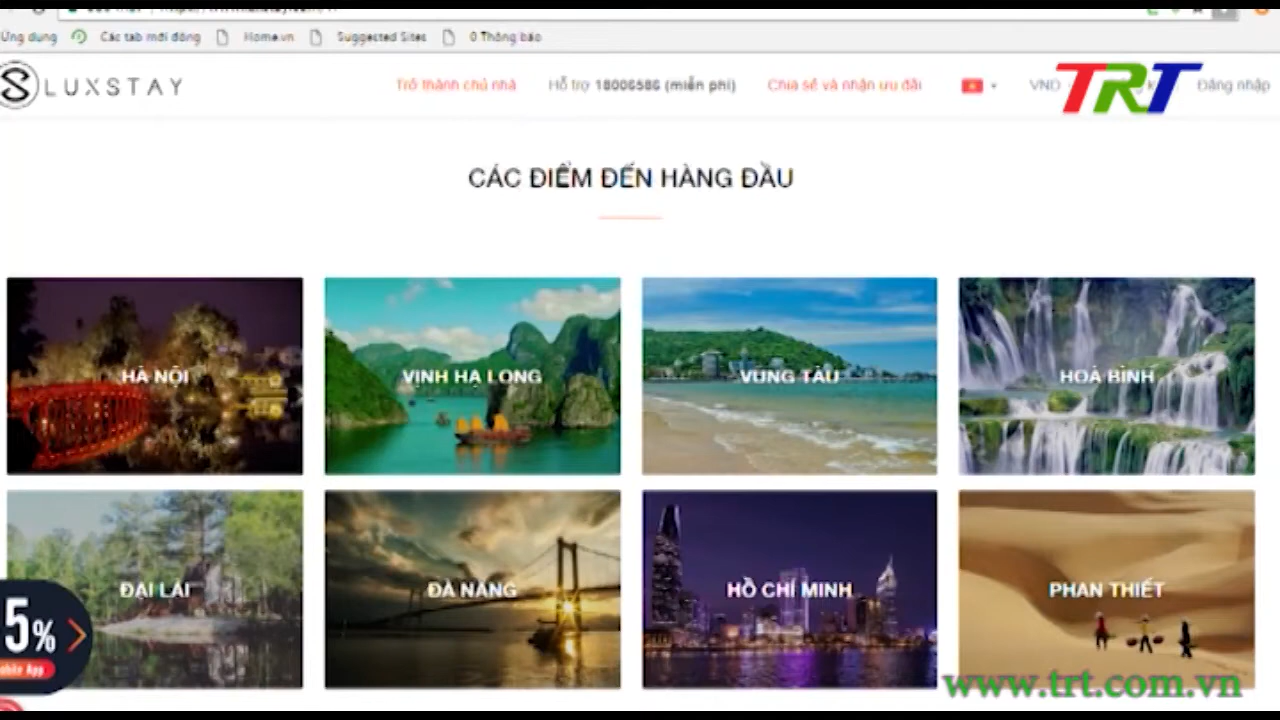 Ứng dụng Các tab mới đóng Home.vn Suggested Sites 0 Thông báo
LUXSTAY Trở thành chủ nhà Hỗ trợ 18006586 (miễn phí) Chia sẻ và nhận ưu đãi VND TRT Đăng nhập
CÁC ĐIỂM ĐẾN HÀNG ĐẦU
HÀ NỘI VỊNH HẠ LONG VŨNG TÀU HOÀ BÌNH
ĐẠI LẢI ĐÀ NẴNG HỒ CHÍ MINH PHAN THIẾT
5%
Mobile App
www.trt.com.vn